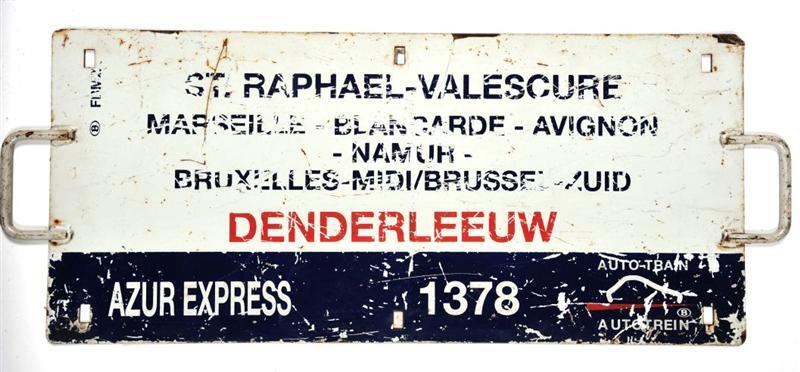 ST. RAPHAEL-VALESCURE
MARSEILLE - BLANCARDE - AVIGNON
- NAMUR -
BRUXELLES-MIDI/BRUSSEL-ZUID
DENDERLEEUW
AZUR EXPRESS 1378
AUTO-TRAIN
B
AUTOTREIN
B